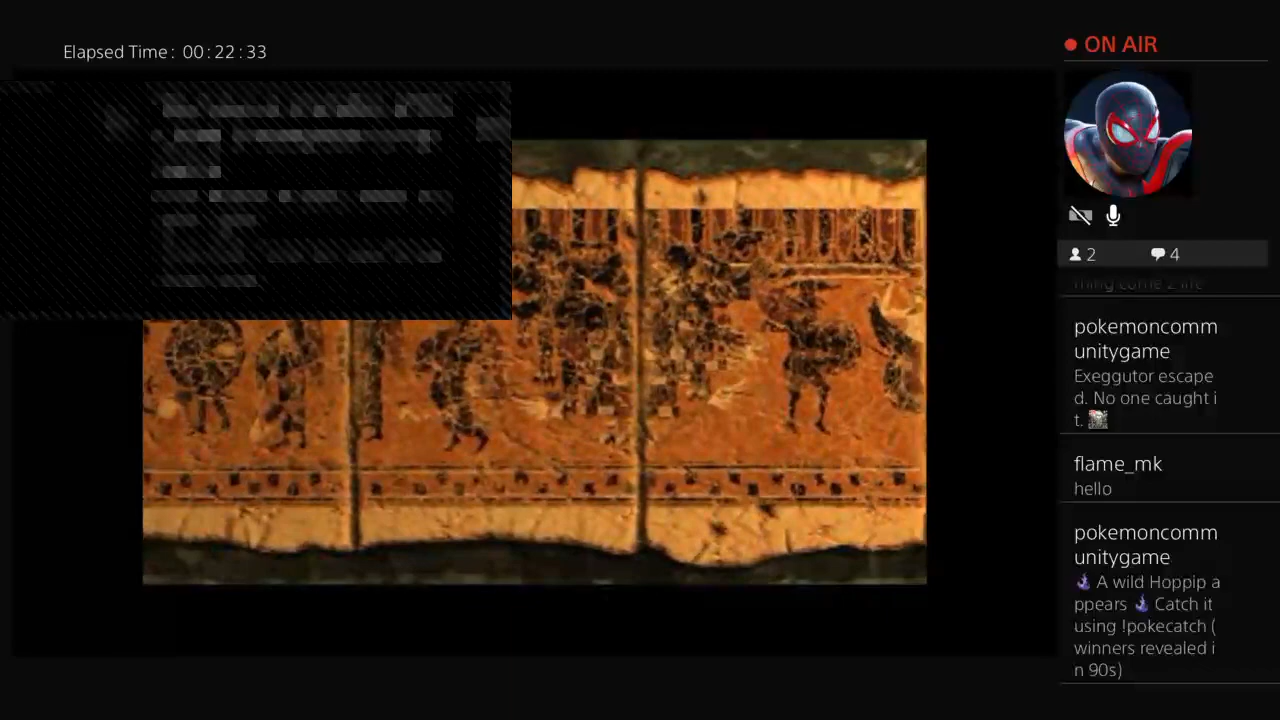 Elapsed Time: 00:22:33
ON AIR
2
4
pokemoncomm
unitygame
Exeggutor escape
d. No one caught i
t.
flame_mk
hello
pokemoncomm
unitygame
A wild Hoppip a
ppears Catch it
using !pokecatch (
winners revealed i
n 90s)